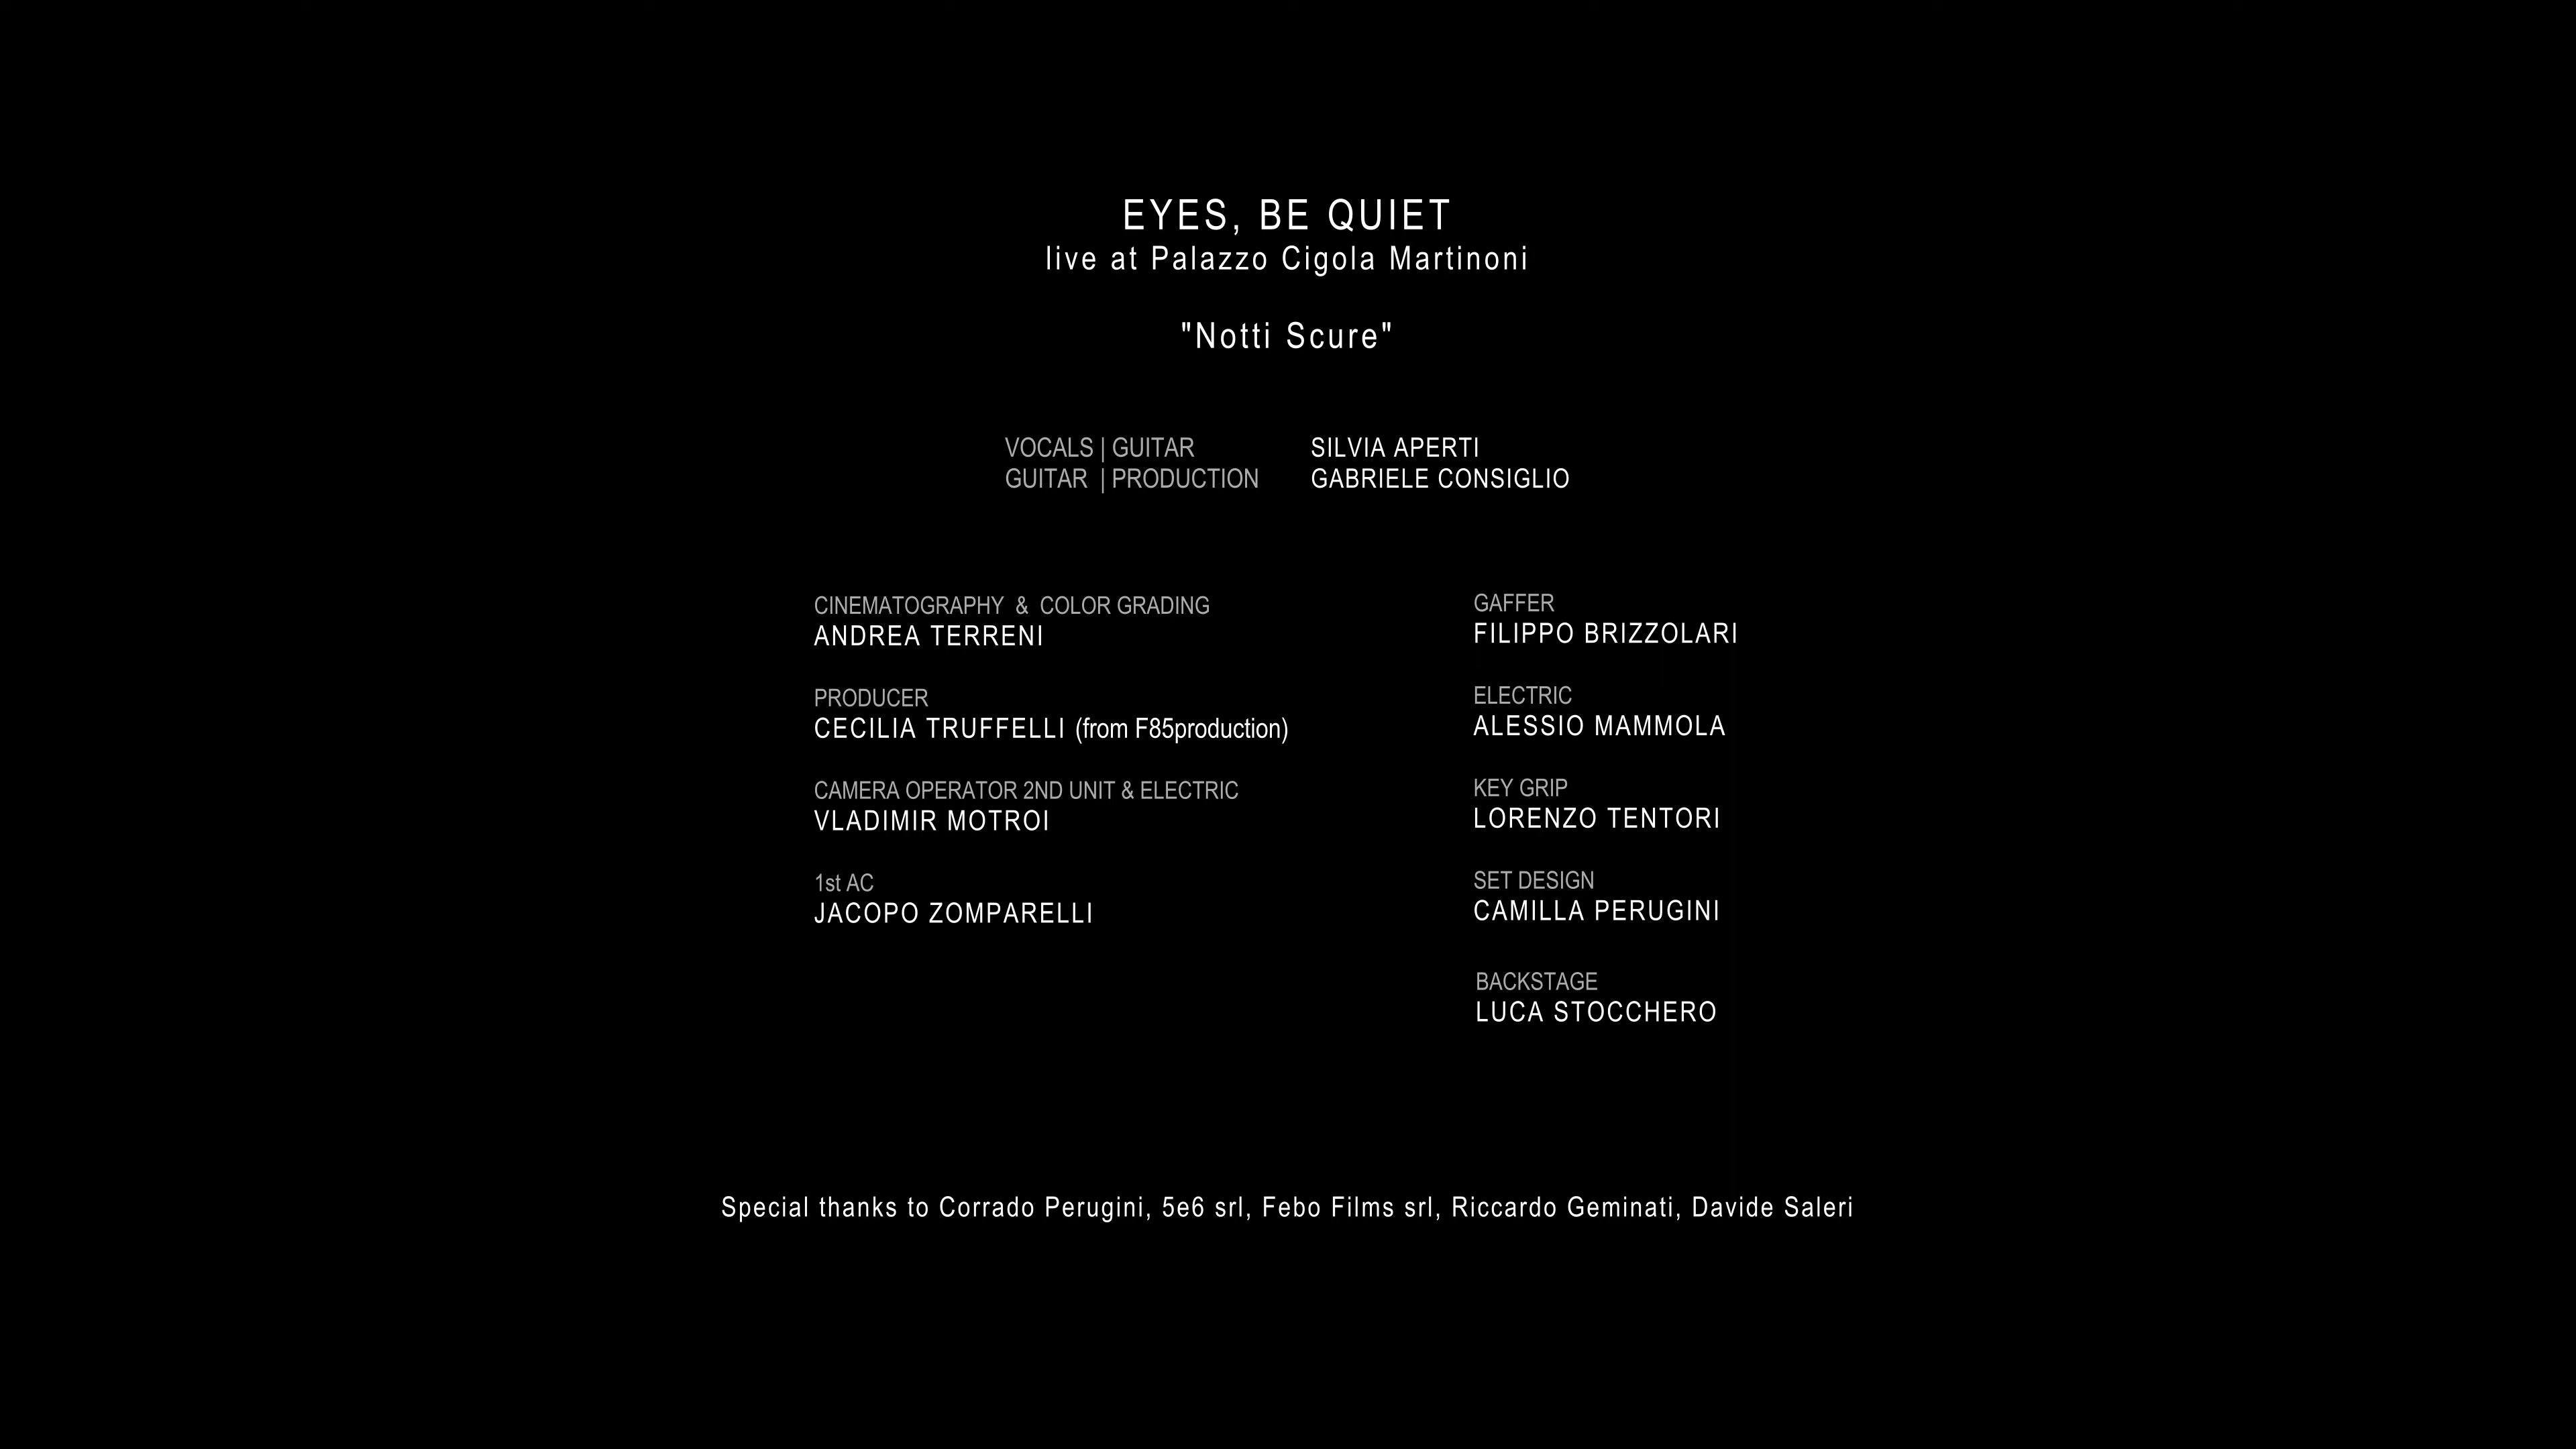 EYES, BE QUIET
live at Palazzo Cigola Martinoni
"Notti Scure"
VOCALS | GUITAR SILVIA APERTI
GUITAR | PRODUCTION GABRIELE CONSIGLIO
CINEMATOGRAPHY & COLOR GRADING
ANDREA TERRENI
PRODUCER
CECILIA TRUFFELLI (from F85production)
CAMERA OPERATOR 2ND UNIT & ELECTRIC
VLADIMIR MOTROI
1st AC
JACOPO ZOMPARELLI
GAFFER
FILIPPO BRIZZOLARI
ELECTRIC
ALESSIO MAMMOLA
KEY GRIP
LORENZO TENTORI
SET DESIGN
CAMILLA PERUGINI
BACKSTAGE
LUCA STOCCHERO
Special thanks to Corrado Perugini, 5e6 srl, Febo Films srl, Riccardo Geminati, Davide Saleri